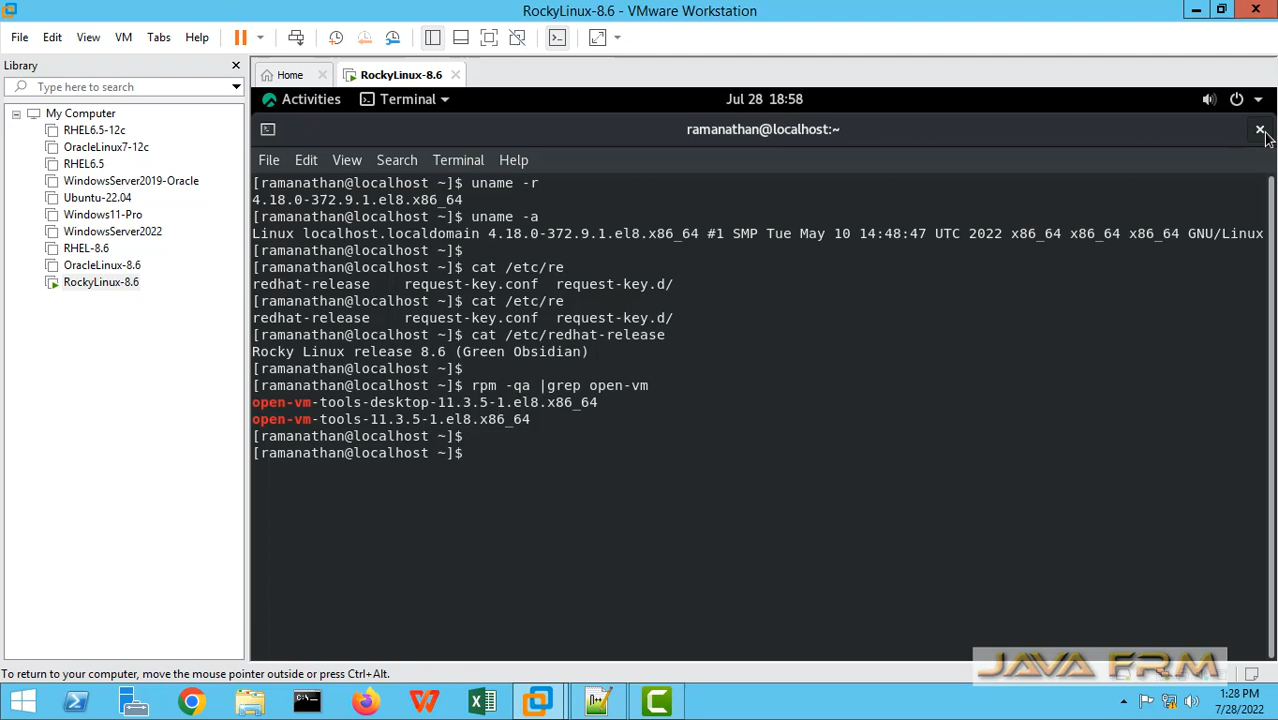 RockyLinux-8.6 - VMware Workstation
File Edit View VM Tabs Help
Library
Type here to search
My Computer
RHEL6.5-12c
OracleLinux7-12c
RHEL6.5
WindowsServer2019-Oracle
Ubuntu-22.04
Windows11-Pro
WindowsServer2022
RHEL-8.6
OracleLinux-8.6
RockyLinux-8.6
Home RockyLinux-8.6
Activities Terminal Jul 28 18:58
ramanathan@localhost:~
File Edit View Search Terminal Help
[ramanathan@localhost ~]$ uname -r
4.18.0-372.9.1.el8.x86_64
[ramanathan@localhost ~]$ uname -a
Linux localhost.localdomain 4.18.0-372.9.1.el8.x86_64 #1 SMP Tue May 10 14:48:47 UTC 2022 x86_64 x86_64 x86_64 GNU/Linux
[ramanathan@localhost ~]$
[ramanathan@localhost ~]$ cat /etc/re
redhat-release request-key.conf request-key.d/
[ramanathan@localhost ~]$ cat /etc/re
redhat-release request-key.conf request-key.d/
[ramanathan@localhost ~]$ cat /etc/redhat-release
Rocky Linux release 8.6 (Green Obsidian)
[ramanathan@localhost ~]$
[ramanathan@localhost ~]$ rpm -qa |grep open-vm
open-vm-tools-desktop-11.3.5-1.el8.x86_64
open-vm-tools-11.3.5-1.el8.x86_64
[ramanathan@localhost ~]$
[ramanathan@localhost ~]$
To return to your computer, move the mouse pointer outside or press Ctrl+Alt.
JAVA FRM
1:28 PM
7/28/2022